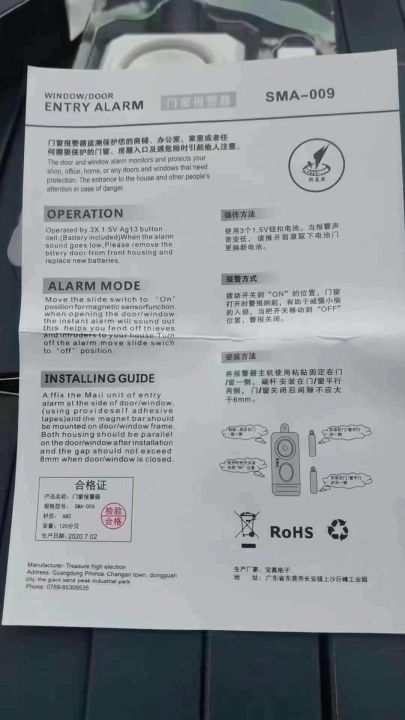 WINDOW/DOOR
ENTRY ALARM 门窗报警器 SMA-009
门窗报警器监测保护您的商铺、办公室、家里或者任
何需要保护的门窗、房屋入口及遇危险时引起他人注意。
The door and window alarm monitors and protects your
shop, office, home, or any doors and windows that need
protection. The entrance to the house and other people's
attention in case of danger.
OPERATION
Operated by 3X 1.5V Ag13 button
cell.(Battery included)When the alarm
sound goes low,Please remove the
bttery door from front housing and
replace new batteries.
操作方法
使用3个1.5V纽扣电池。当报警声
音变低,请推开前罩取下电池门
更换新电池。
ALARM MODE
Move the slide switch to "On"
position for magnetic sensorfunction.
when opening the door/window.
the instant alarm will sound out
this helps you fend off thieves
and intruders to your house.Turn
off the alarm.move slide swich
to "off" position.
报警方式
拨动开关到“ON”的位置,门窗
打开时警报响起,有助于威慑小偷
的入侵,当把开关移动到“OFF”
位置,警报关闭。
INSTALLING GUIDE
A ffix the Mail unit of entry
alarm at the side of door/window,
(using provideself adhesive
tapes)and the magnet bar should
be mounted on door/window frame.
Both housing should be parallel
on the door/window after installation
and the gap should not exceed
8mm when door/window is closed.
安装方法
将报警器主机使用粘贴固定在门
/窗一侧,磁杆安装在门/窗平行
两侧,门/窗关闭后间隙不应大
于8mm。
合格证
产品名称:门窗报警器
规格型号:SMA-009
材质:ABS
音量:120分贝
生产日期:2020.7.02
检验
合格
RoHS
Manufacturer: Treasure high electron
Address: Guangdong Privnce Changan town, dongguan
city, the giant sand peak industrial park
Phone: 0769-85309535
生产厂家:宝高电子
地 址:广东省东莞市长安镇上沙巨峰工业园